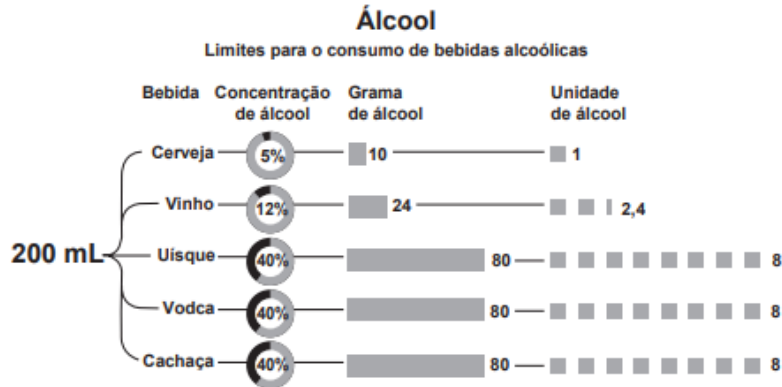 Álcool
Limites para o consumo de bebidas alcoólicas
Bebida Concentração de álcool Grama de álcool Unidade de álcool
200 mL
Cerveja 5% 10 1
Vinho 12% 24 2,4
Uísque 40% 80 8
Vodca 40% 80 8
Cachaça 40% 80 8